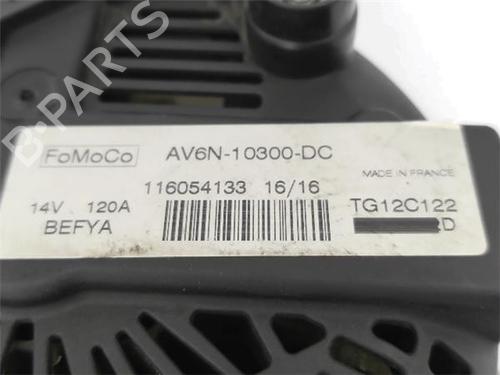 B-PARTS
FoMoCo AV6N-10300-DC
116054133 16/16 MADE IN FRANCE
14V 120A TG12C122
BEFYA D